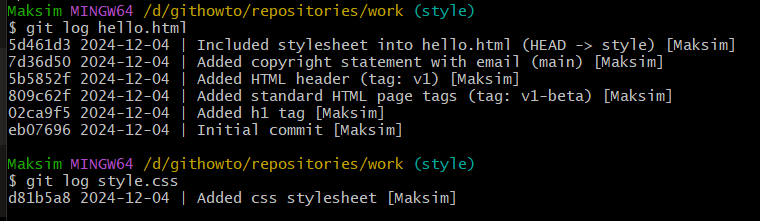 Maksim MINGW64 /d/githowto/repositories/work (style)
$ git log hello.html
5d461d3 2024-12-04 | Included stylesheet into hello.html (HEAD -> style) [Maksim]
7d36d50 2024-12-04 | Added copyright statement with email (main) [Maksim]
5b5852f 2024-12-04 | Added HTML header (tag: v1) [Maksim]
809c62f 2024-12-04 | Added standard HTML page tags (tag: v1-beta) [Maksim]
02ca9f5 2024-12-04 | Added h1 tag [Maksim]
eb07696 2024-12-04 | Initial commit [Maksim]
Maksim MINGW64 /d/githowto/repositories/work (style)
$ git log style.css
d81b5a8 2024-12-04 | Added css stylesheet [Maksim]